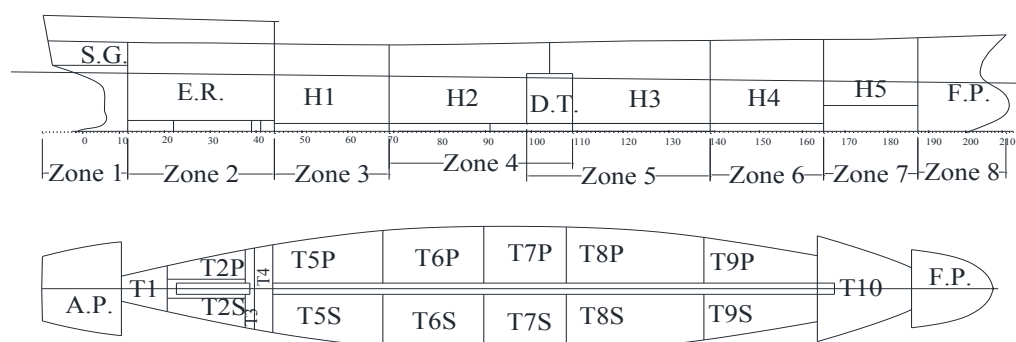 S.G.
E.R. H1 H2 D.T. H3 H4 H5 F.P.
0 10 20 30 40 50 60 70 80 90 100 110 120 130 140 150 160 170 180 190 200 210
Zone 1 Zone 2 Zone 3 Zone 4 Zone 5 Zone 6 Zone 7 Zone 8
T2P T4 T5P T6P T7P T8P T9P F.P.
A.P. T1 T10
T2S T3 T5S T6S T7S T8S T9S